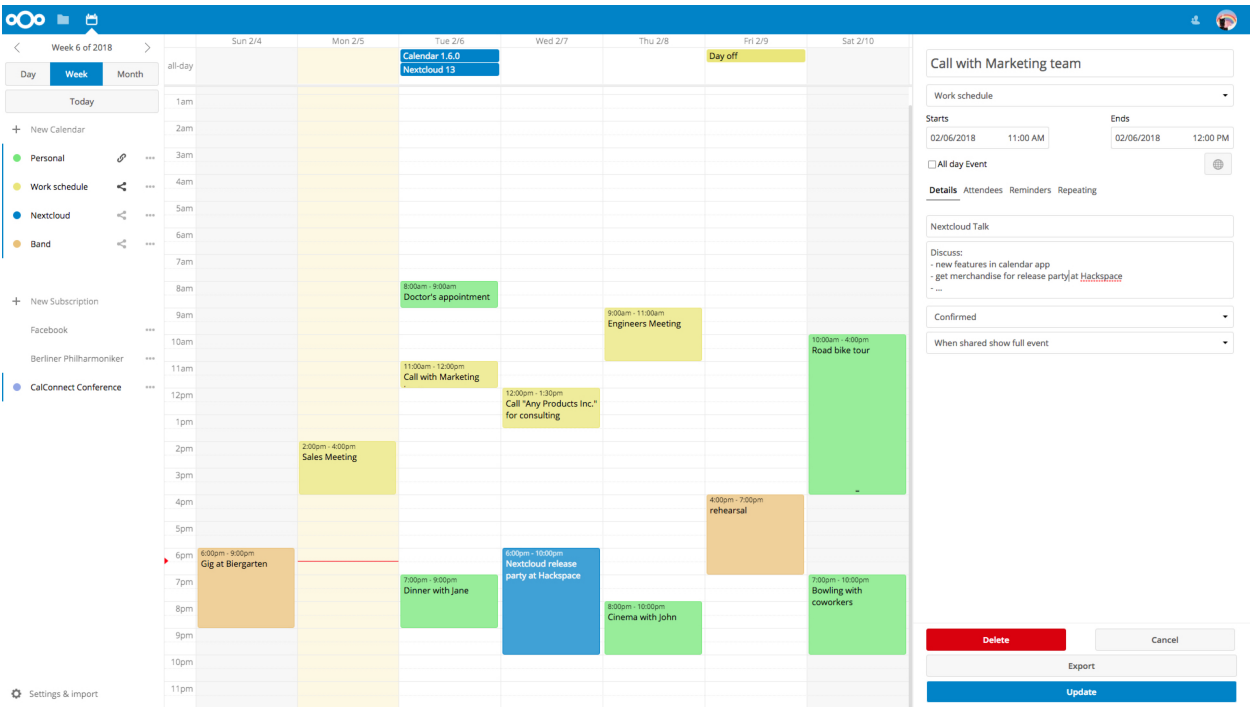 Week 6 of 2018
Day
Week
Month
Today
New Calendar
Personal
Work schedule
Nextcloud
Band
New Subscription
Facebook
Berliner Philharmoniker
CalConnect Conference
Settings & import
Sun 2/4
Mon 2/5
Tue 2/6
Wed 2/7
Thu 2/8
Fri 2/9
Sat 2/10
all-day
Calendar 1.6.0
Nextcloud 13
Day off
1am
2am
3am
4am
5am
6am
7am
8am
9am
10am
11am
12pm
1pm
2pm
3pm
4pm
5pm
6pm
7pm
8pm
9pm
10pm
11pm
6:00pm - 9:00pm
Gig at Biergarten
2:00pm - 4:00pm
Sales Meeting
8:00am - 9:00am
Doctor's appointment
11:00am - 12:00pm
Call with Marketing
7:00pm - 9:00pm
Dinner with Jane
12:00pm - 1:30pm
Call "Any Products Inc."
for consulting
6:00pm - 10:00pm
Nextcloud release
party at Hackspace
9:00am - 11:00am
Engineers Meeting
8:00pm - 10:00pm
Cinema with John
4:00pm - 7:00pm
rehearsal
10:00am - 4:00pm
Road bike tour
7:00pm - 10:00pm
Bowling with
coworkers
Call with Marketing team
Work schedule
Starts
Ends
02/06/2018 11:00 AM
02/06/2018 12:00 PM
All day Event
Details Attendees Reminders Repeating
Nextcloud Talk
Discuss:
- new features in calendar app
- get merchandise for release party at Hackspace
- ...
Confirmed
When shared show full event
Delete
Cancel
Export
Update